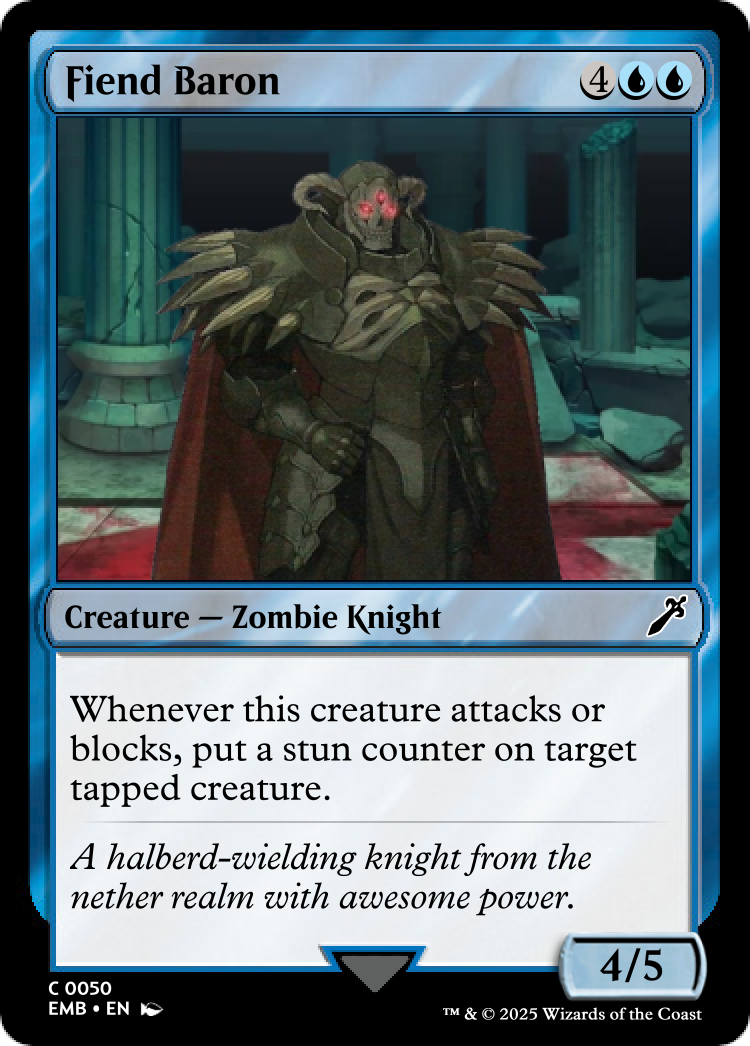 Fiend Baron 4
Creature — Zombie Knight
Whenever this creature attacks or
blocks, put a stun counter on target
tapped creature.
A halberd-wielding knight from the
nether realm with awesome power.
4/5
C 0050
EMB • EN
™ & © 2025 Wizards of the Coast